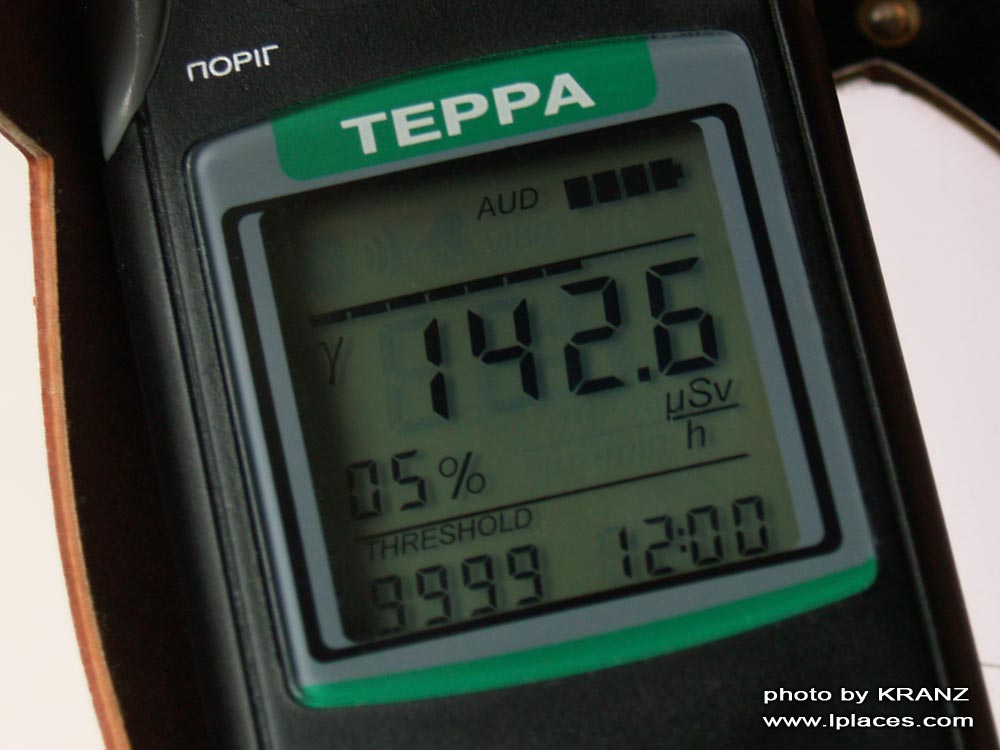 ПОРІГ
ТЕРРА
AUD
γ 142.6
μSv
h
05%
THRESHOLD
9999 12:00
photo by KRANZ
www.lplaces.com